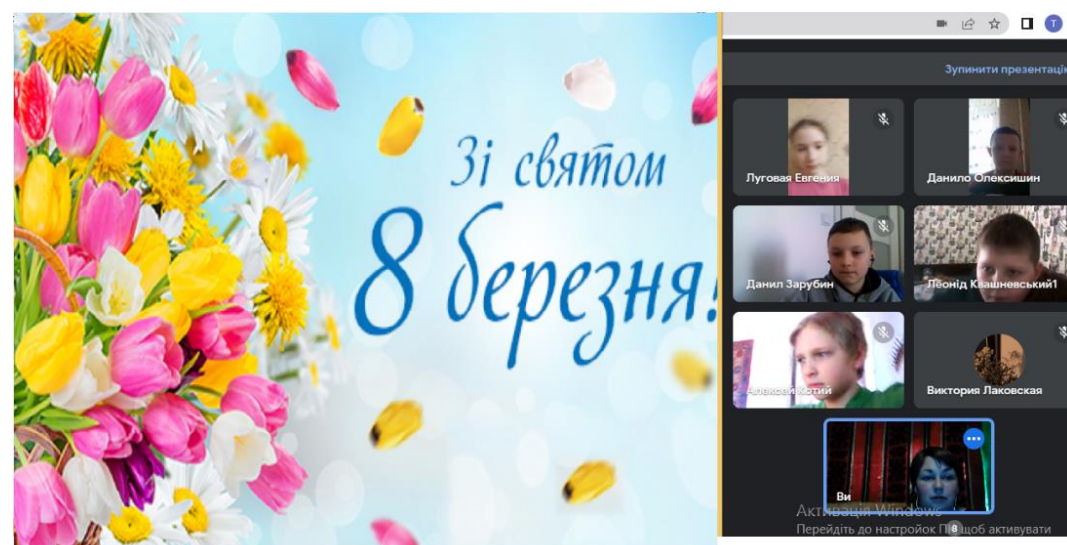 Зі святом
8 березня!
Т
Зупинити презентацію
Луговая Евгения
Данило Олексишин
Данил Зарубин
Леонід Квашневський1
Алексей Котий
Виктория Лаковская
Ви
Активація Windows
Перейдіть до настройок П щоб активувати
8